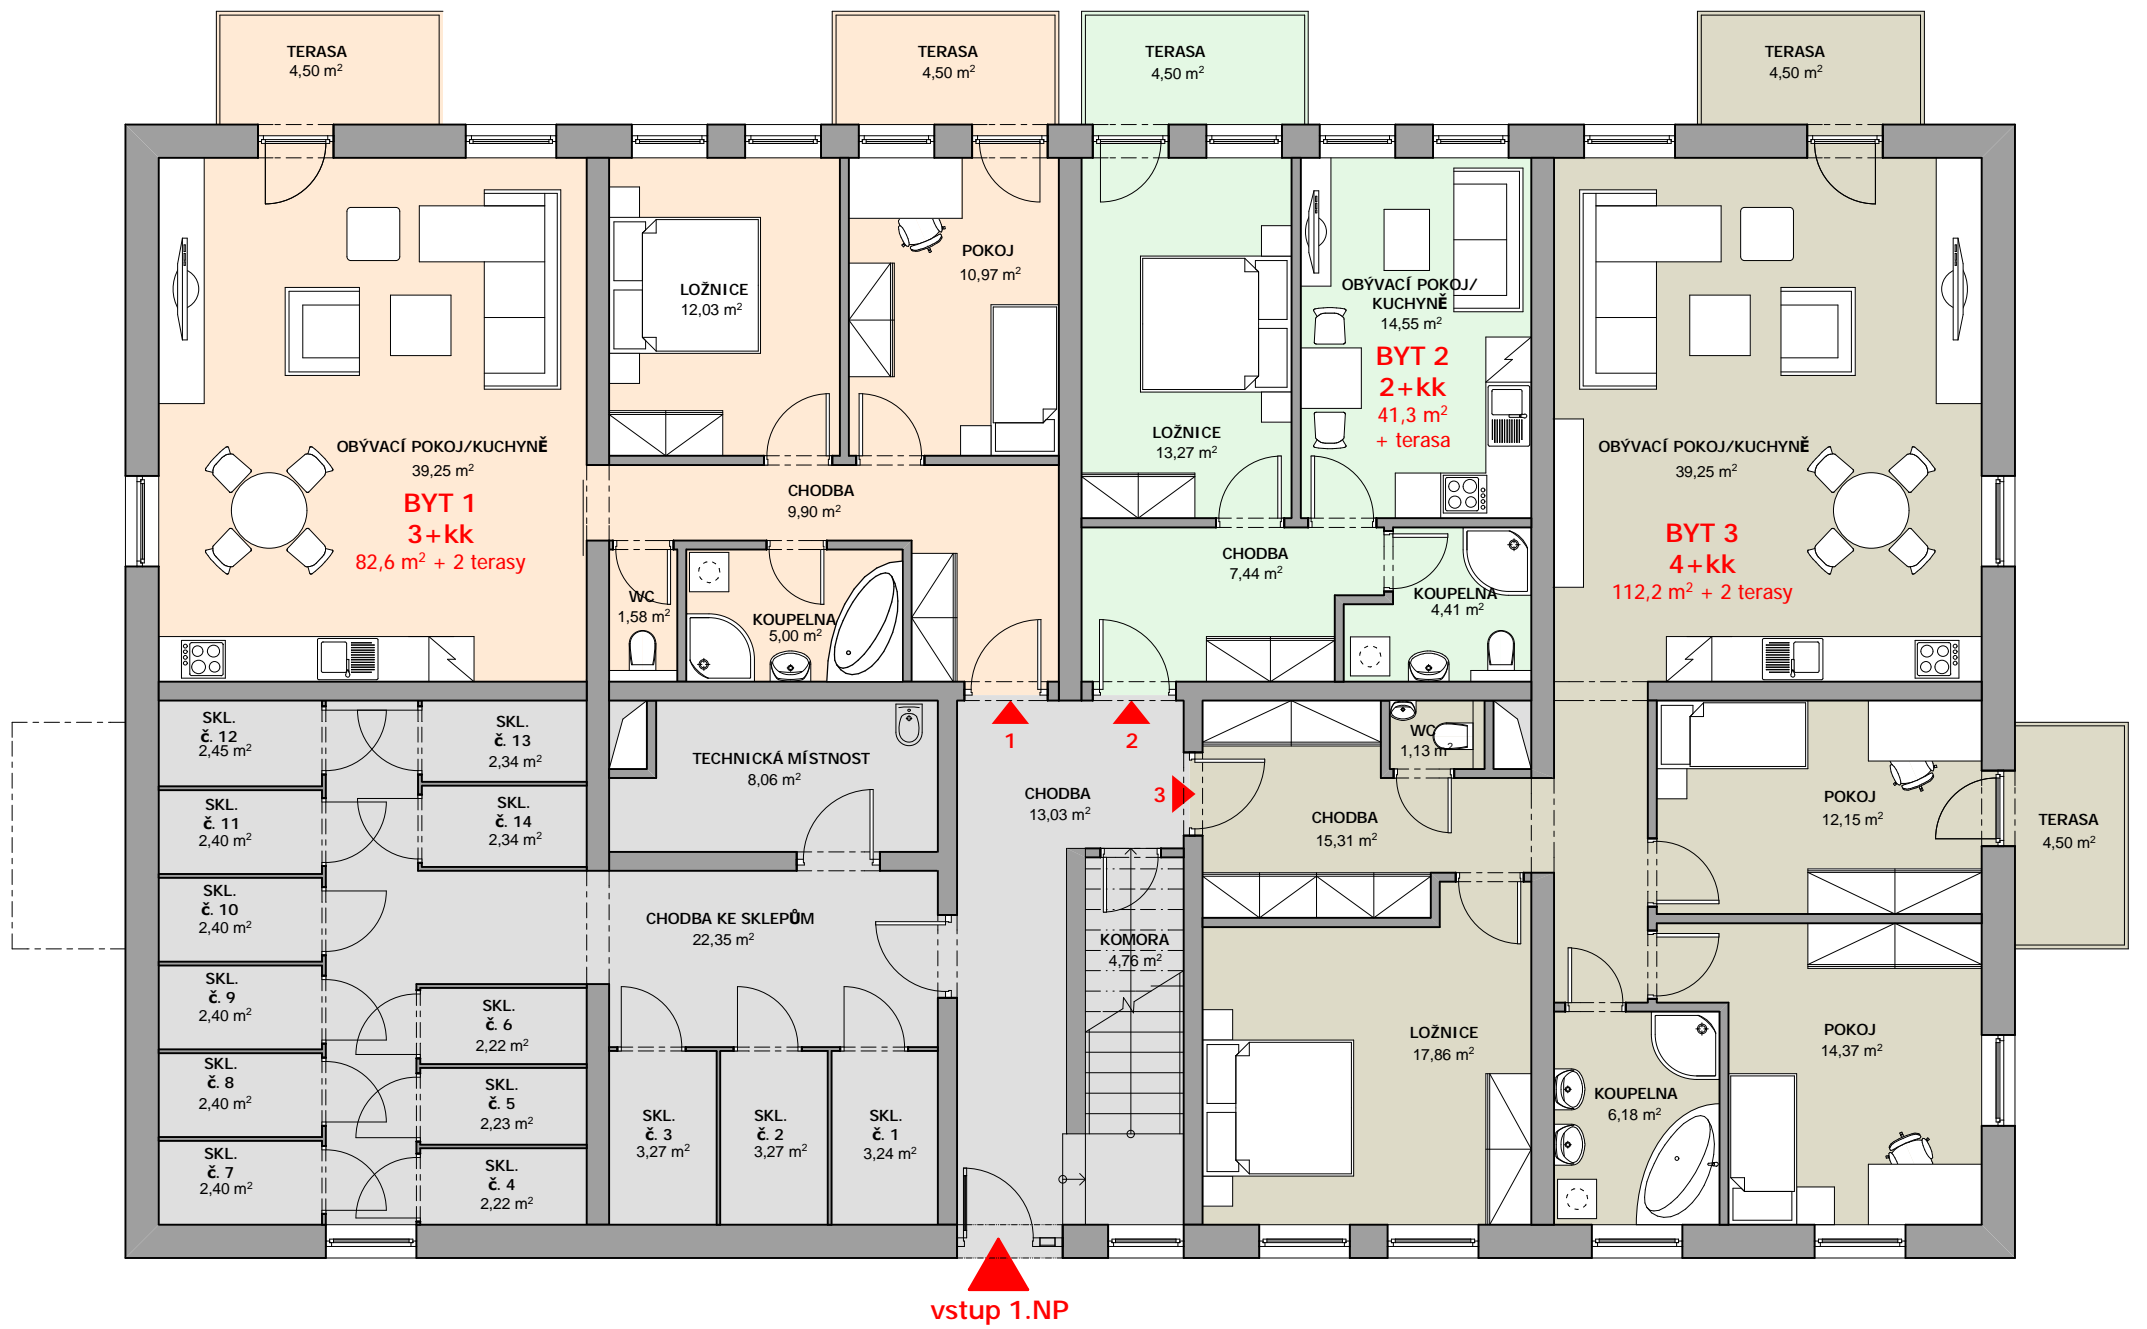 TERASA
4,50 m²
TERASA
4,50 m²
TERASA
4,50 m²
TERASA
4,50 m²
OBÝVACÍ POKOJ/KUCHYNĚ
39,25 m²
BYT 1
3+kk
82,6 m² + 2 terasy
LOŽNICE
12,03 m²
POKOJ
10,97 m²
CHODBA
9,90 m²
WC
1,58 m²
KOUPELNA
5,00 m²
LOŽNICE
13,27 m²
OBÝVACÍ POKOJ/
KUCHYNĚ
14,55 m²
BYT 2
2+kk
41,3 m²
+ terasa
CHODBA
7,44 m²
KOUPELNA
4,41 m²
OBÝVACÍ POKOJ/KUCHYNĚ
39,25 m²
BYT 3
4+kk
112,2 m² + 2 terasy
SKL.
č. 12
2,45 m²
SKL.
č. 13
2,34 m²
SKL.
č. 11
2,40 m²
SKL.
č. 14
2,34 m²
SKL.
č. 10
2,40 m²
SKL.
č. 9
2,40 m²
SKL.
č. 8
2,40 m²
SKL.
č. 7
2,40 m²
SKL.
č. 6
2,22 m²
SKL.
č. 5
2,23 m²
SKL.
č. 4
2,22 m²
TECHNICKÁ MÍSTNOST
8,06 m²
CHODBA KE SKLEPŮM
22,35 m²
SKL.
č. 3
3,27 m²
SKL.
č. 2
3,27 m²
SKL.
č. 1
3,24 m²
1
2
3
CHODBA
13,03 m²
KOMORA
4,76 m²
WC
1,13 m²
CHODBA
15,31 m²
LOŽNICE
17,86 m²
POKOJ
12,15 m²
TERASA
4,50 m²
POKOJ
14,37 m²
KOUPELNA
6,18 m²
vstup 1.NP